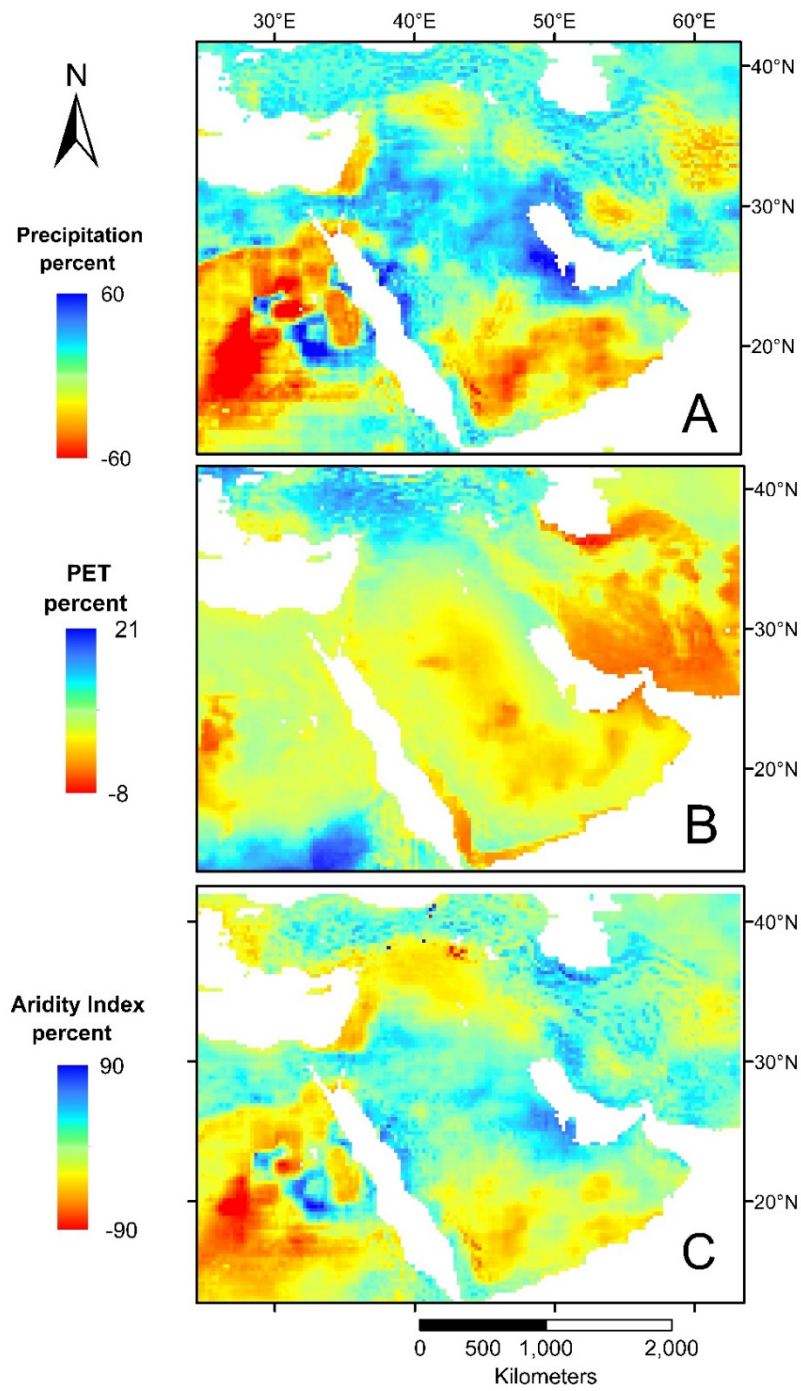 30°E 40°E 50°E 60°E
N
40°N
Precipitation
percent
60
-60
30°N
20°N
A
PET
percent
21
-8
40°N
30°N
20°N
B
Aridity Index
percent
90
-90
40°N
30°N
20°N
C
0 500 1,000 2,000
Kilometers